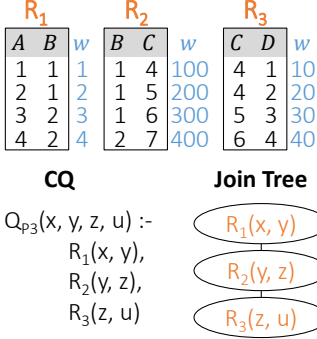 R₁ R₂ R₃
A B w B C w C D w
1 1 1 1 4 100 4 1 10
2 1 2 1 5 200 4 2 20
3 2 3 1 6 300 5 3 30
4 2 4 2 7 400 6 4 40
CQ Join Tree
Q_P3(x, y, z, u) :-
R₁(x, y),
R₂(y, z),
R₃(z, u)
R₁(x, y)
R₂(y, z)
R₃(z, u)